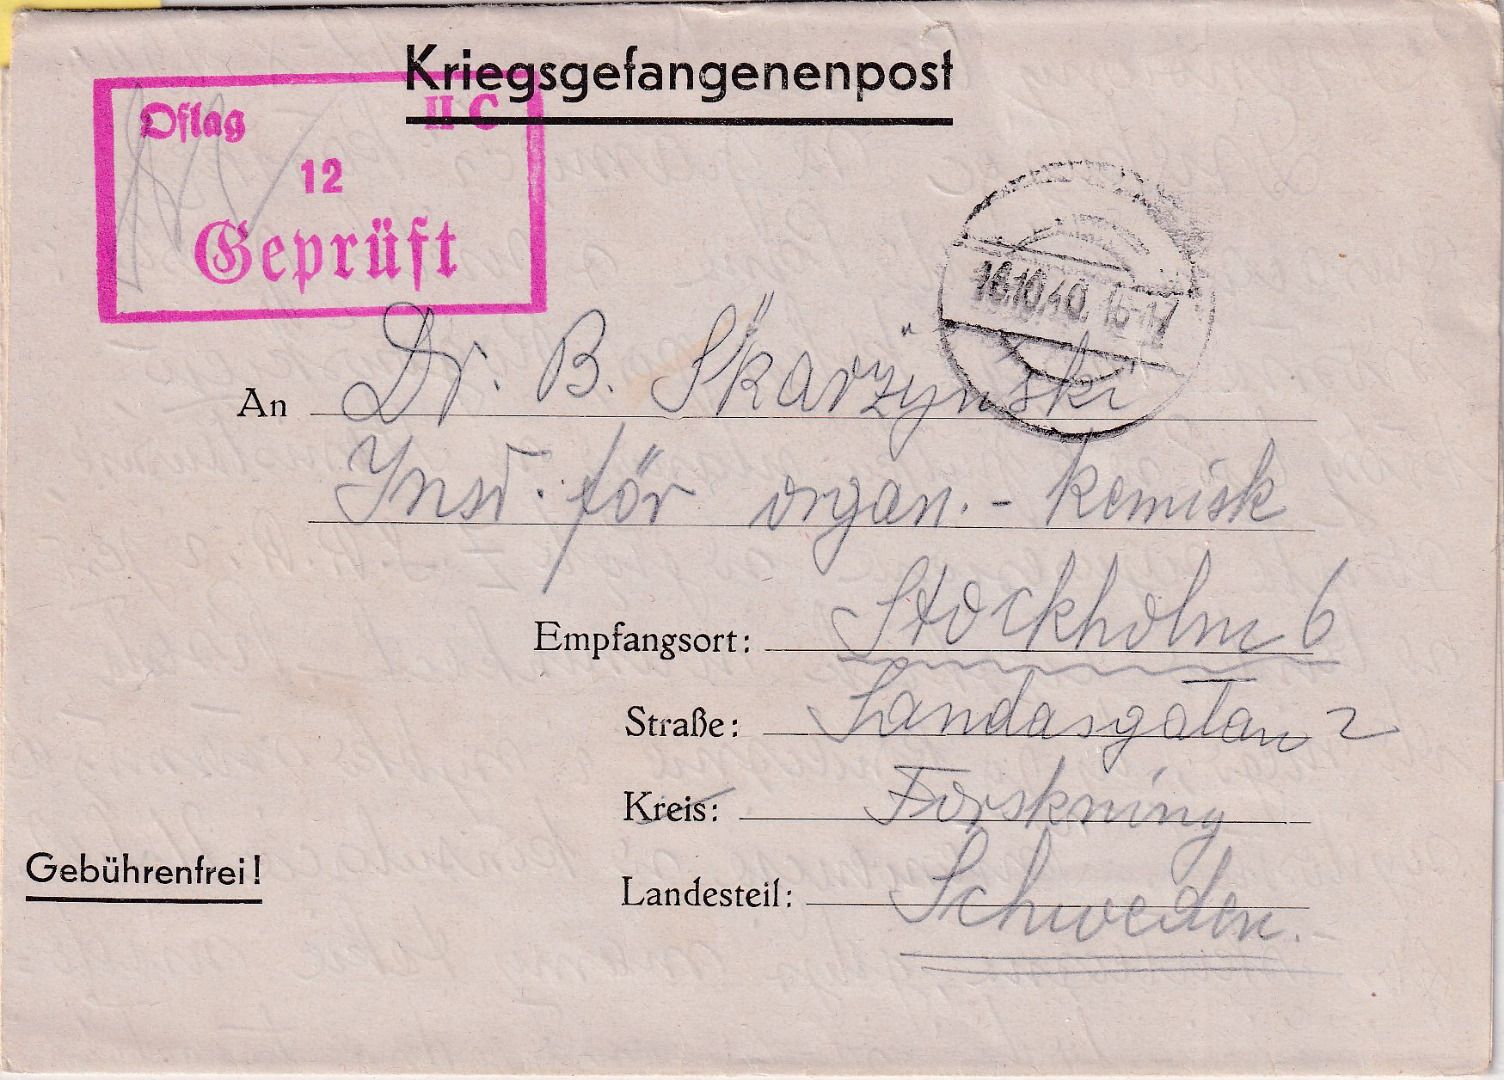 Kriegsgefangenenpost
Oflag II C
12
Geprüft
16.10.40. 16-17
An Dr. B. Skarżyński
Inst. för organ. - kemisk
Empfangsort: Stockholm 6
Straße: Sandåsgatan 2
Kreis: Forskning
Gebührenfrei!
Landesteil: Schweden.-